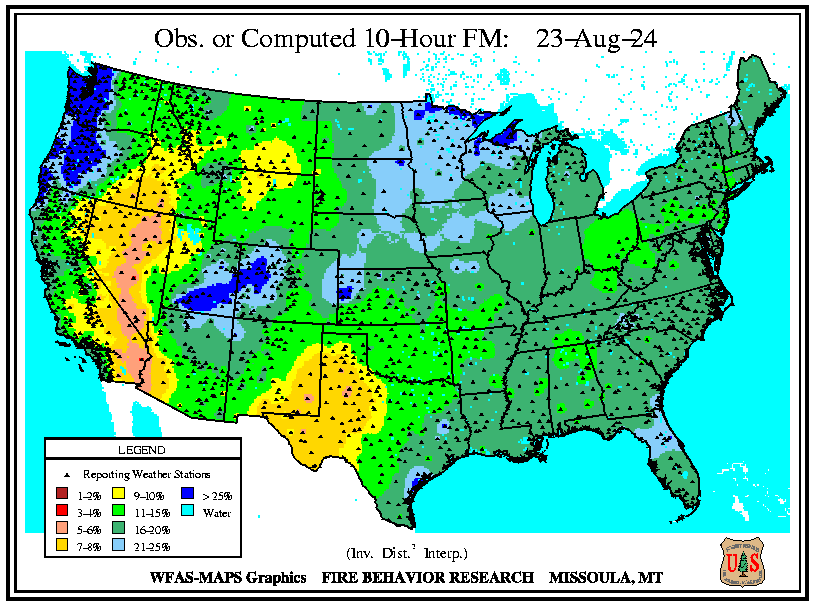 Obs. or Computed 10-Hour FM: 23-Aug-24
LEGEND
Reporting Weather Stations
1-2% 9-10% > 25%
3-4% 11-15% Water
5-6% 16-20%
7-8% 21-25%
(Inv. Dist.² Interp.)
WFAS-MAPS Graphics FIRE BEHAVIOR RESEARCH MISSOULA, MT
U S